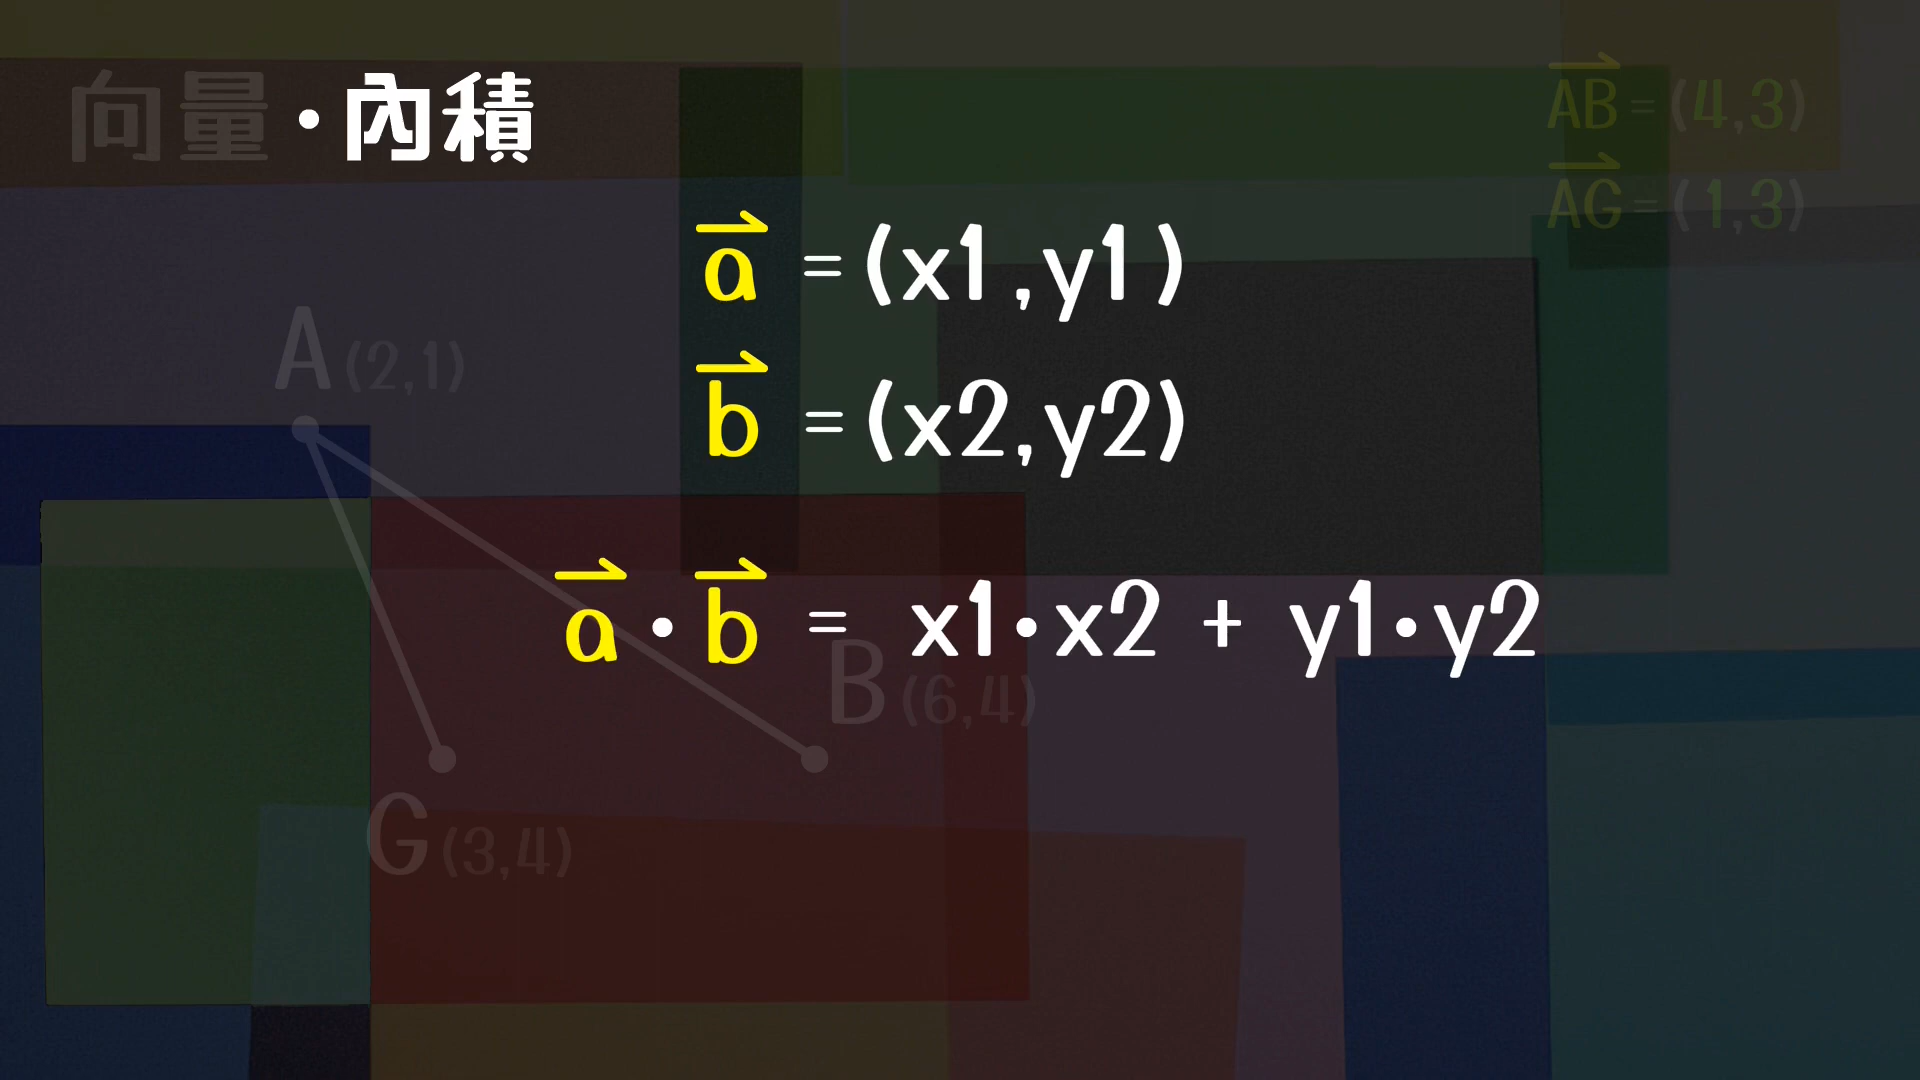 向量·內積
AB=(4,3)
AG=(1,3)
a = (x1,y1)
b = (x2,y2)
A(2,1)
a·b = x1·x2 + y1·y2
B(6,4)
G(3,4)